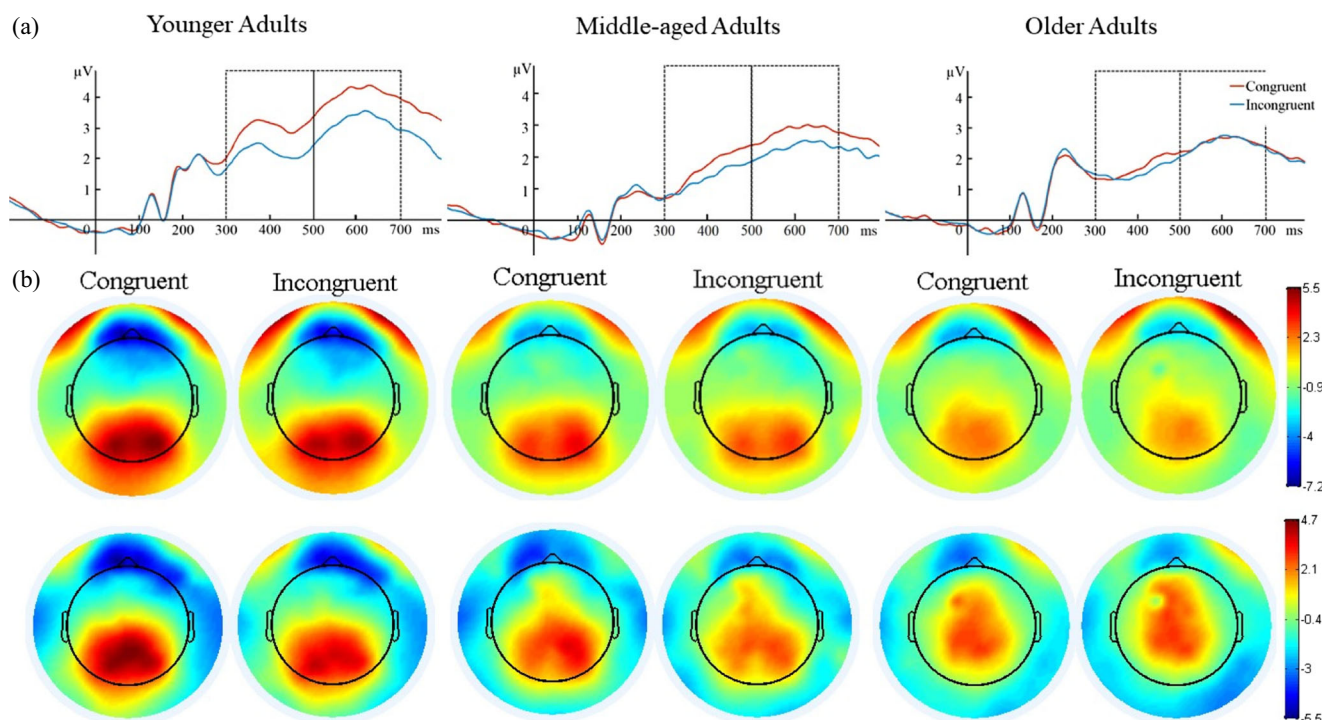 (a) Younger Adults Middle-aged Adults Older Adults
µV µV µV
4 4 4
3 3 3
2 2 2
1 1 1
Congruent
Incongruent
0 100 200 300 400 500 600 700 ms 0 100 200 300 400 500 600 700 ms 0 100 200 300 400 500 600 700 ms
(b) Congruent Incongruent Congruent Incongruent Congruent Incongruent
5.5
2.3
-0.9
-4
-7.2
4.7
2.1
-0.4
-3
-5.5